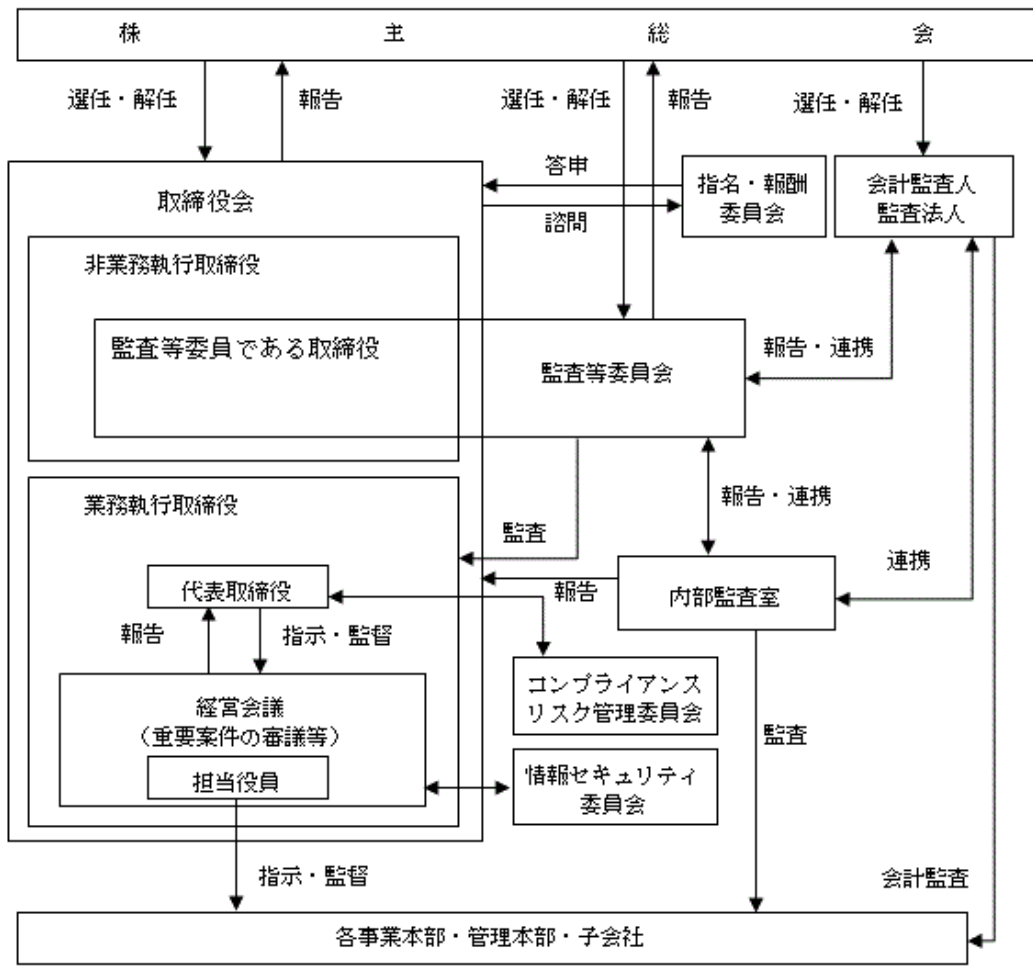 株 主 総 会
選任・解任
報告
選任・解任
報告
選任・解任
取締役会
答申
諮問
指名・報酬
委員会
会計監査人
監査法人
非業務執行取締役
監査等委員である取締役
監査等委員会
報告・連携
業務執行取締役
監査
報告・連携
連携
代表取締役
報告
内部監査室
報告
指示・監督
コンプライアンス
リスク管理委員会
経営会議
（重要案件の審議等）
監査
担当役員
情報セキュリティ
委員会
指示・監督
会計監査
各事業本部・管理本部・子会社